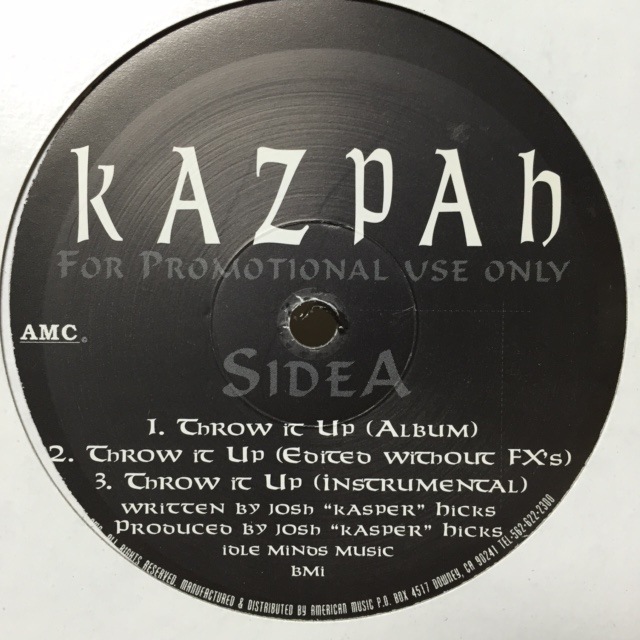 kAZPAh
For Promotional use only
AMC
Side A
1. Throw it Up (Album)
2. Throw it Up (Edited without FX's)
3. Throw it Up (instrumental)
written by Josh "Kasper" Hicks
Produced by Josh "Kasper" Hicks
idle Minds Music
BMi
ALL RIGHTS RESERVED. MANUFACTURED & DISTRIBUTED BY AMERICAN MUSIC P.O. BOX 4517 DOWNEY, CA 90241 TEL-562-622-2300